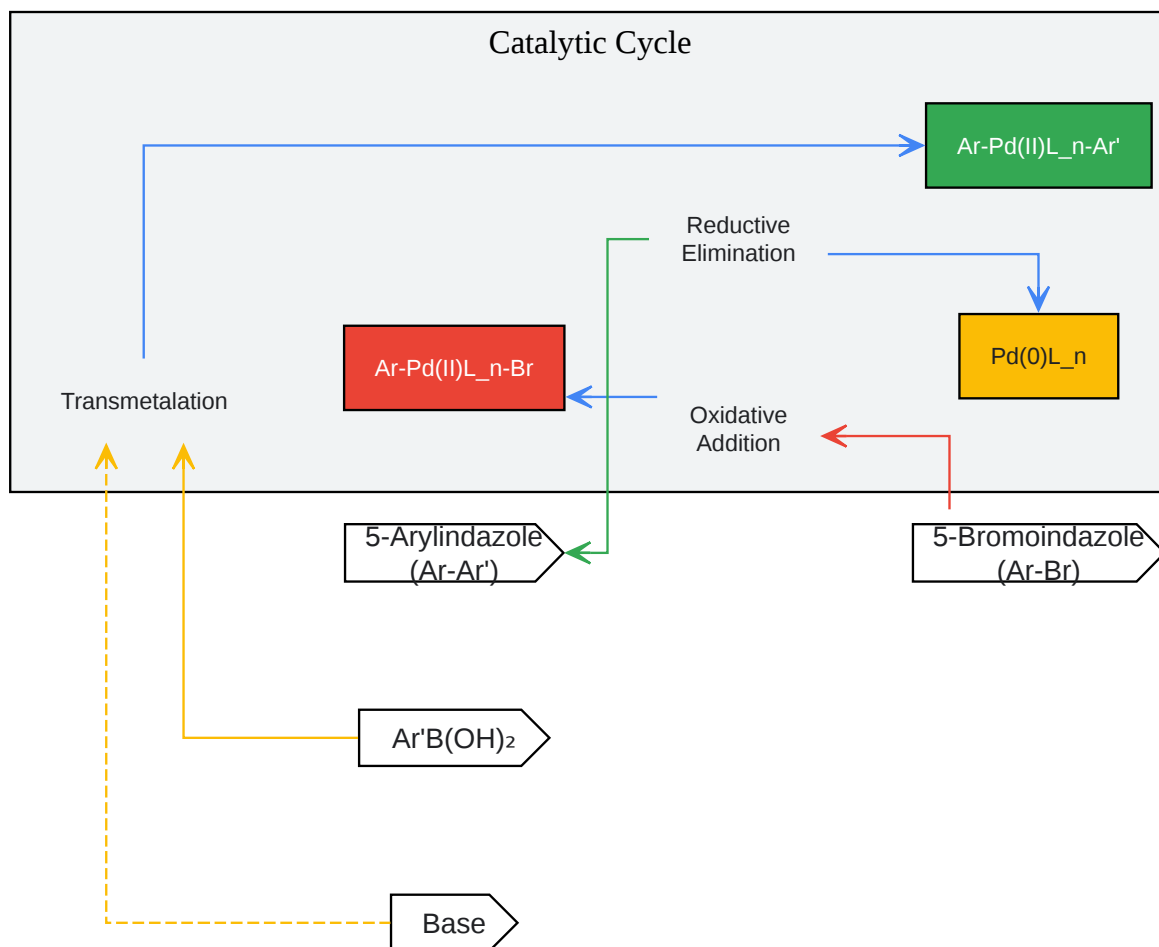 Catalytic Cycle
Ar-Pd(II)L_n-Ar'
Reductive
Elimination
Ar-Pd(II)L_n-Br
Pd(0)L_n
Transmetalation
Oxidative
Addition
5-Arylindazole
(Ar-Ar')
5-Bromoindazole
(Ar-Br)
Ar'B(OH)₂
Base